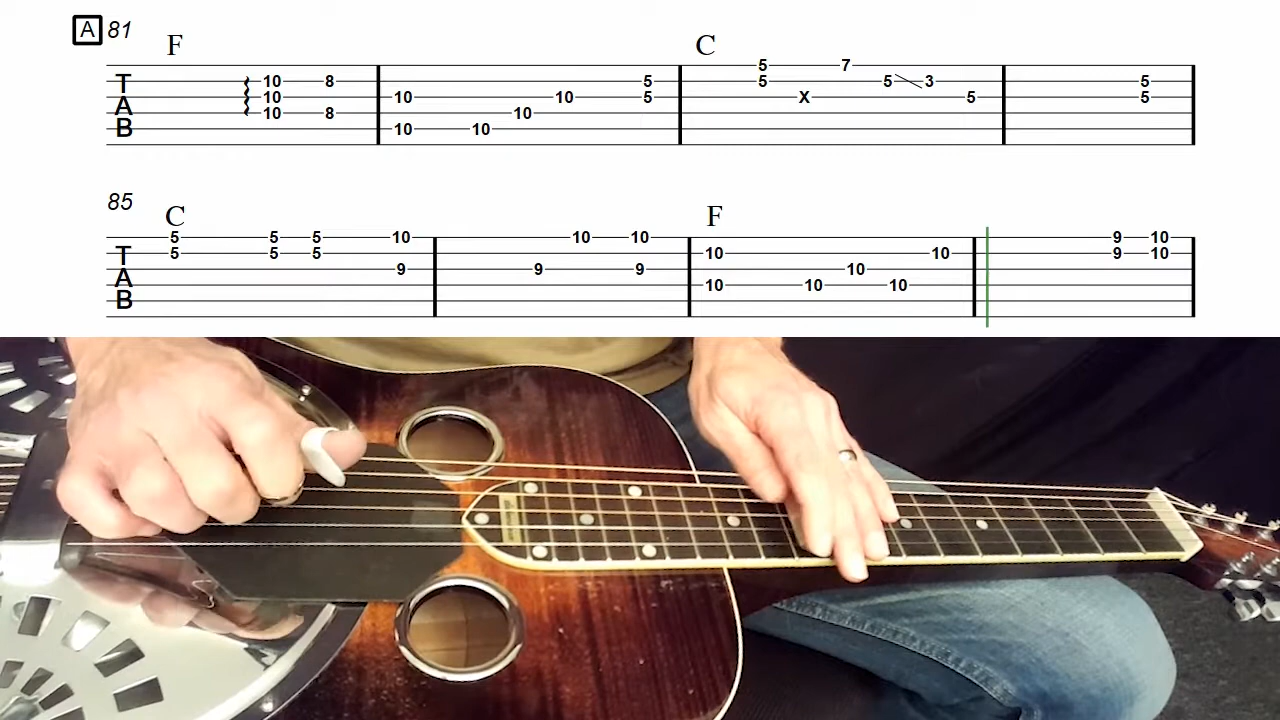 A 81
F C
5 7
T 10 8 5 5 5 3 5
A 10 10 10 5 X 5 5
10 8 10
B 10 10
85
C F
5 5 5 10 10 10 9 10
T 5 5 5 10 10 9 10
A 9 9 9 10
10 10 10
B